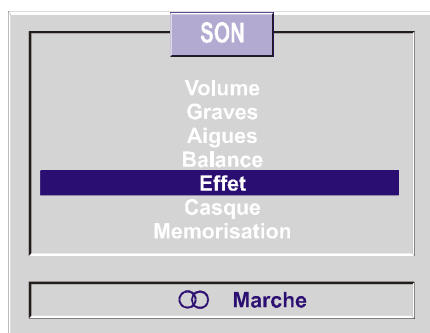 SON
Volume
Graves
Aigues
Balance
Effet
Casque
Memorisation
Marche